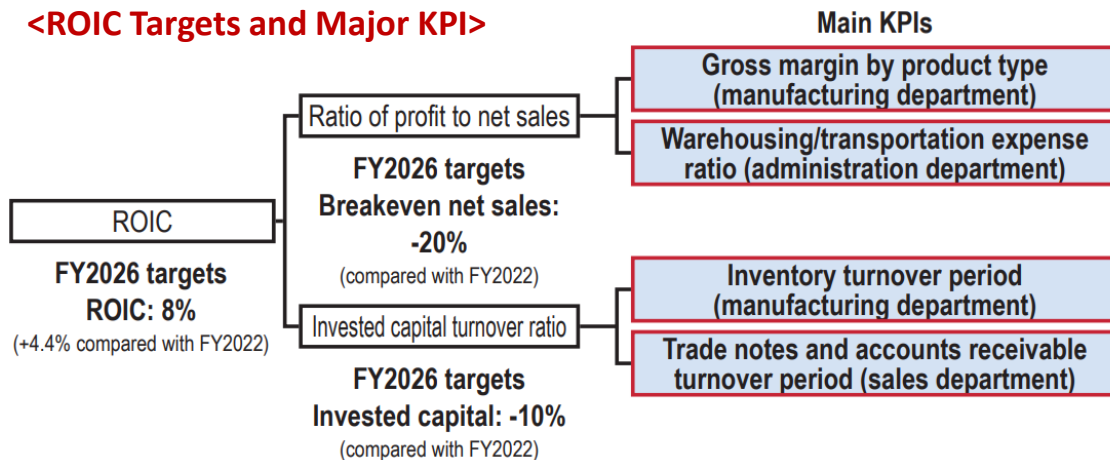 <ROIC Targets and Major KPI>
Main KPIs
ROIC
FY2026 targets
ROIC: 8%
(+4.4% compared with FY2022)
Ratio of profit to net sales
FY2026 targets
Breakeven net sales:
-20%
(compared with FY2022)
Gross margin by product type
(manufacturing department)
Warehousing/transportation expense
ratio (administration department)
Invested capital turnover ratio
FY2026 targets
Invested capital: -10%
(compared with FY2022)
Inventory turnover period
(manufacturing department)
Trade notes and accounts receivable
turnover period (sales department)